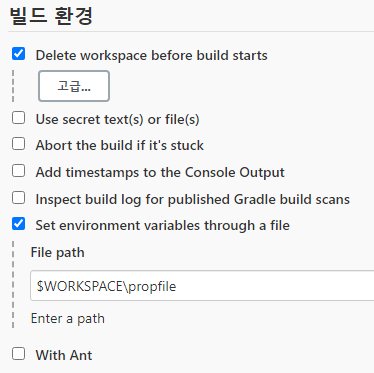 빌드 환경
Delete workspace before build starts
고급...
Use secret text(s) or file(s)
Abort the build if it's stuck
Add timestamps to the Console Output
Inspect build log for published Gradle build scans
Set environment variables through a file
File path
$WORKSPACE\propfile
Enter a path
With Ant